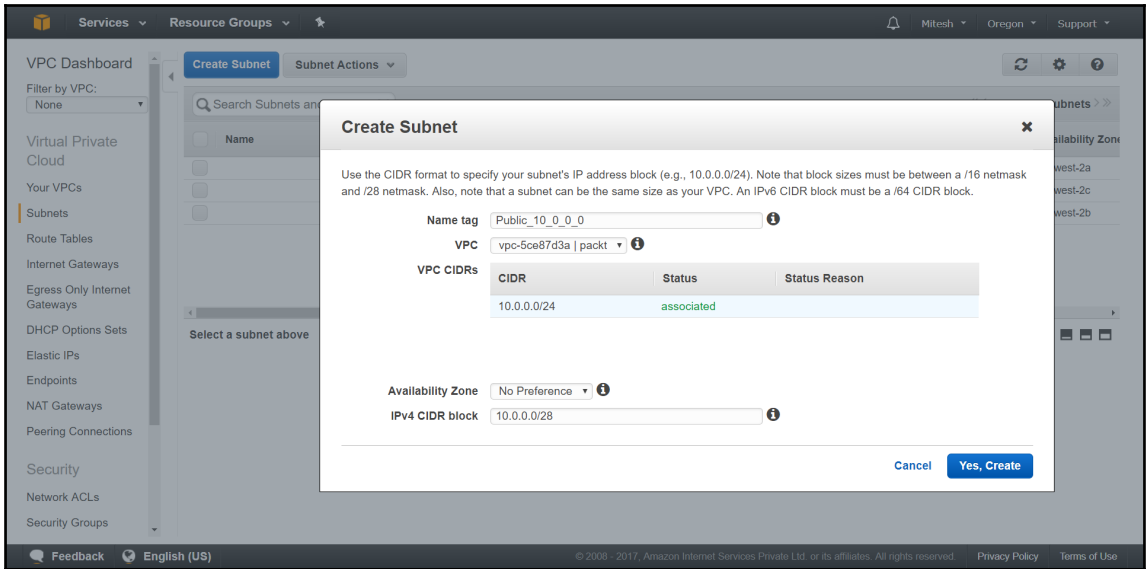 Services
Resource Groups
Mitesh
Oregon
Support
VPC Dashboard
Filter by VPC:
None
Virtual Private
Cloud
Your VPCs
Subnets
Route Tables
Internet Gateways
Egress Only Internet
Gateways
DHCP Options Sets
Elastic IPs
Endpoints
NAT Gateways
Peering Connections
Security
Network ACLs
Security Groups
Create Subnet
Subnet Actions
Search Subnets an
ubnets
Name
ailability Zone
west-2a
west-2c
west-2b
Select a subnet above
Create Subnet
Use the CIDR format to specify your subnet's IP address block (e.g., 10.0.0.0/24). Note that block sizes must be between a /16 netmask
and /28 netmask. Also, note that a subnet can be the same size as your VPC. An IPv6 CIDR block must be a /64 CIDR block.
Name tag Public_10_0_0_0
VPC vpc-5ce87d3a | packt
VPC CIDRs
CIDR Status Status Reason
10.0.0.0/24 associated
Availability Zone No Preference
IPv4 CIDR block 10.0.0.0/28
Cancel Yes, Create
Feedback English (US)
© 2008 - 2017, Amazon Internet Services Private Ltd. or its affiliates. All rights reserved. Privacy Policy Terms of Use